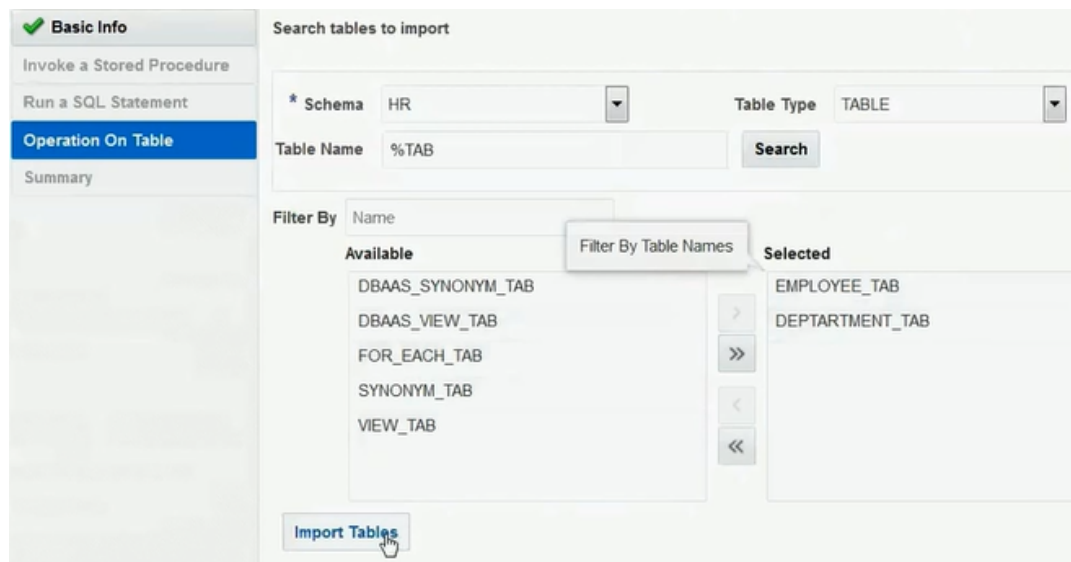 Basic Info
Invoke a Stored Procedure
Run a SQL Statement
Operation On Table
Summary
Search tables to import
* Schema HR Table Type TABLE
Table Name %TAB Search
Filter By Name
Filter By Table Names
Available Selected
DBAAS_SYNONYM_TAB
DBAAS_VIEW_TAB
FOR_EACH_TAB
SYNONYM_TAB
VIEW_TAB
>
>>
<
<<
EMPLOYEE_TAB
DEPTARTMENT_TAB
Import Tables